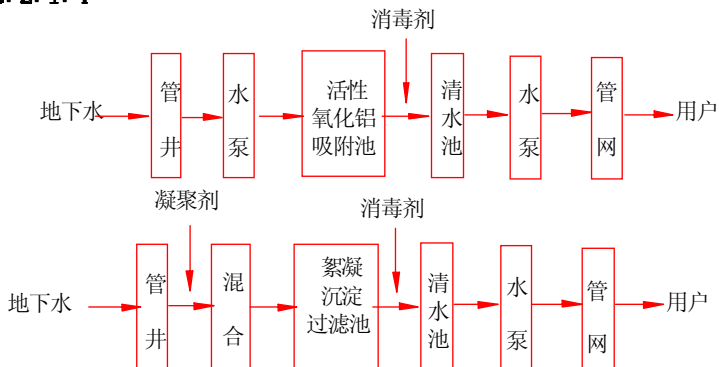 消毒剂
地下水 管井 水泵 活性氧化铝吸附池 清水池 水泵 管网 用户
凝聚剂 消毒剂
地下水 管井 混合 絮凝沉淀过滤池 清水池 水泵 管网 用户